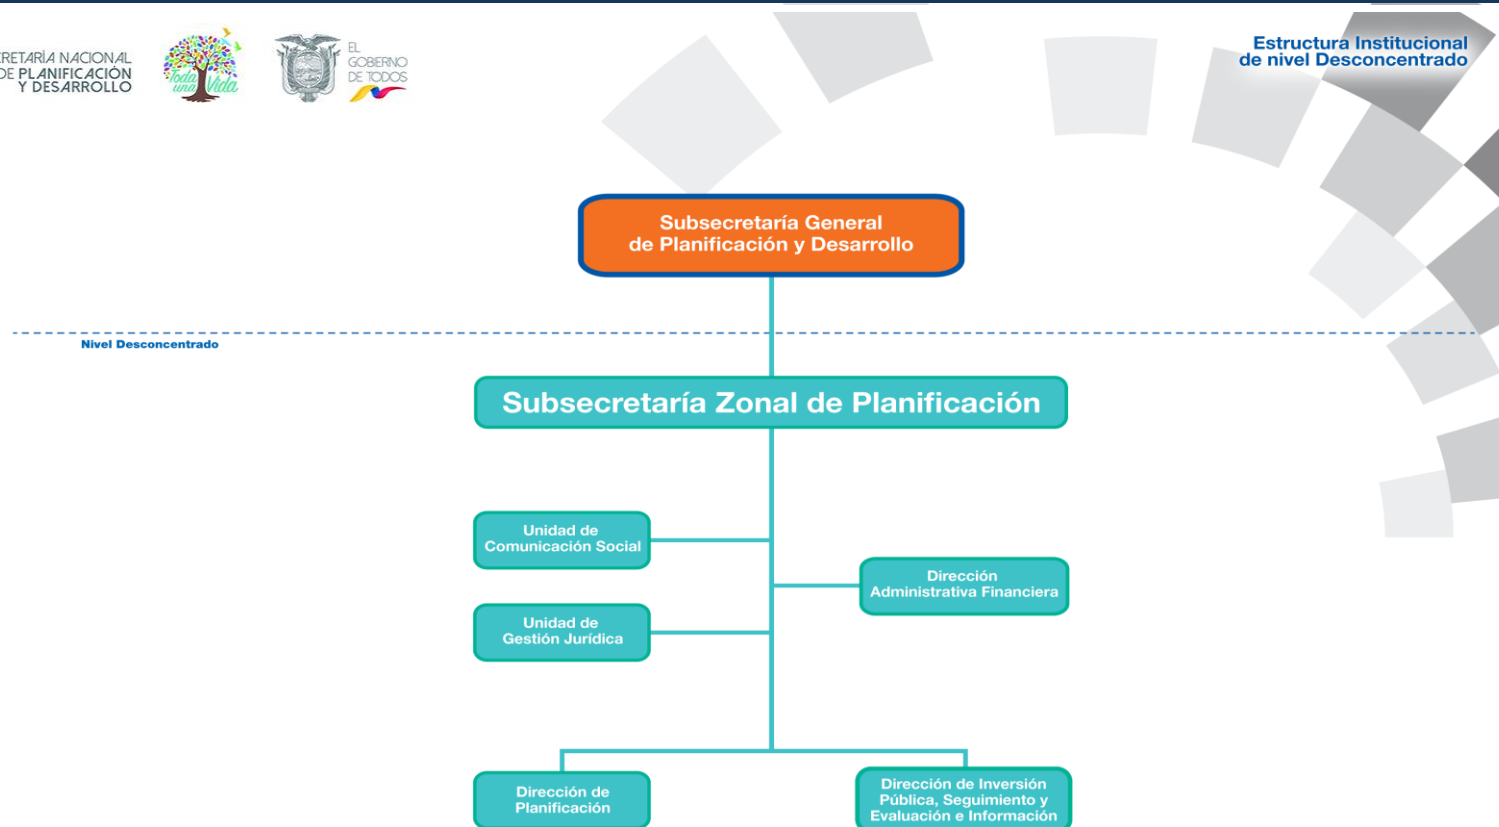 CRETARÍA NACIONAL
DE PLANIFICACIÓN
Y DESARROLLO
Toda
una Vida
EL
GOBIERNO
DE TODOS
Estructura Institucional
de nivel Desconcentrado
Subsecretaría General
de Planificación y Desarrollo
Nivel Desconcentrado
Subsecretaría Zonal de Planificación
Unidad de
Comunicación Social
Dirección
Administrativa Financiera
Unidad de
Gestión Jurídica
Dirección de
Planificación
Dirección de Inversión
Pública, Seguimiento y
Evaluación e Información